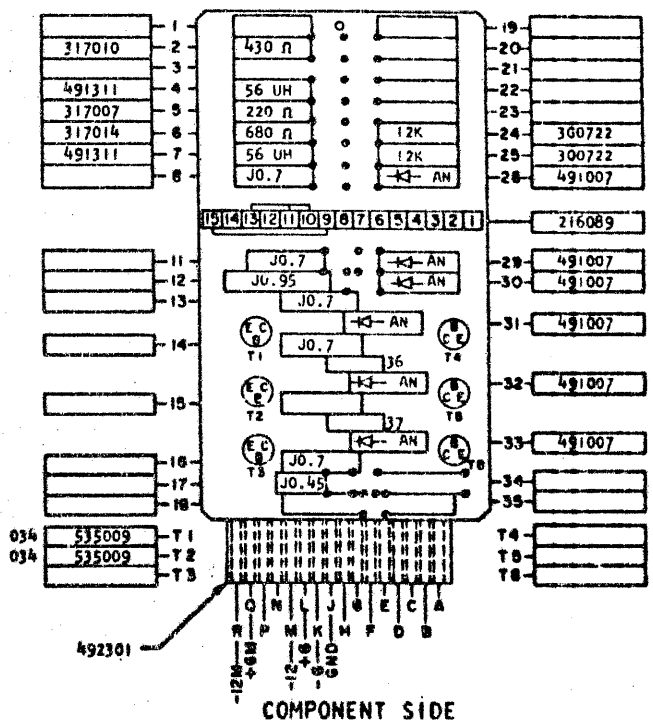 1 19
317010 2 430 Ω 20
3 21
491311 4 56 UH 22
317007 5 220 Ω 23
317014 6 680 Ω 12K 24 300722
491311 7 56 UH 12K 25 300722
8 J0.7 AN 26 491007
15 14 13 12 11 10 9 8 7 6 5 4 3 2 1 216089
11 J0.7 AN 29 491007
12 J0.95 AN 30 491007
13 J0.7
AN 31 491007
E C B B C E
T1 T4
14 J0.7
36
AN 32 491007
E C B B C E
T2 T5
15
37
AN 33 491007
E C B B C E
T3 T6
16 J0.7
17 J0.45 34
18 35
034 535009 T1 T4
034 535009 T2 T5
T3 T6
R Q P N M L K J H G F E D C B A
-12M +6M -12 +6 -6 GND
492301
COMPONENT SIDE